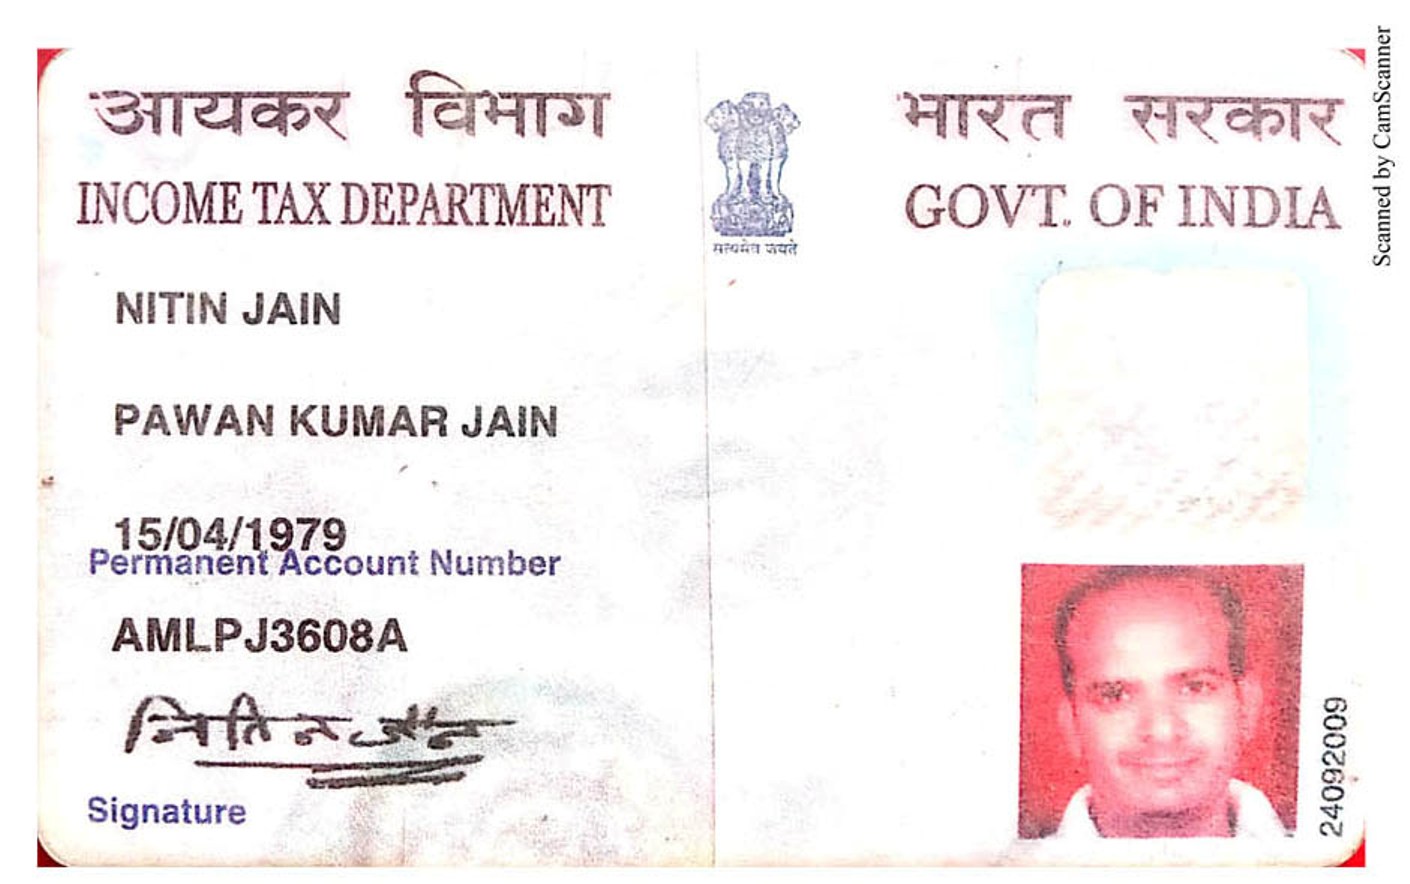 आयकर विभाग
INCOME TAX DEPARTMENT
भारत सरकार
GOVT. OF INDIA
सत्यमेव जयते
NITIN JAIN
PAWAN KUMAR JAIN
15/04/1979
Permanent Account Number
AMLPJ3608A
नितिन जैन
Signature
24092009
Scanned by CamScanner